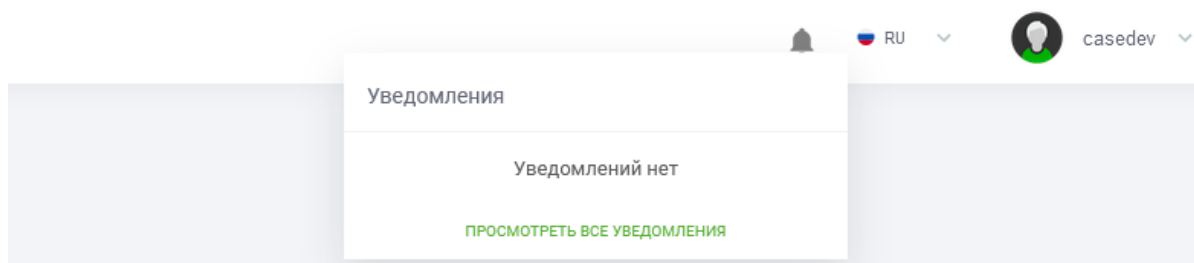 RU casedev
Уведомления
Уведомлений нет
ПРОСМОТРЕТЬ ВСЕ УВЕДОМЛЕНИЯ